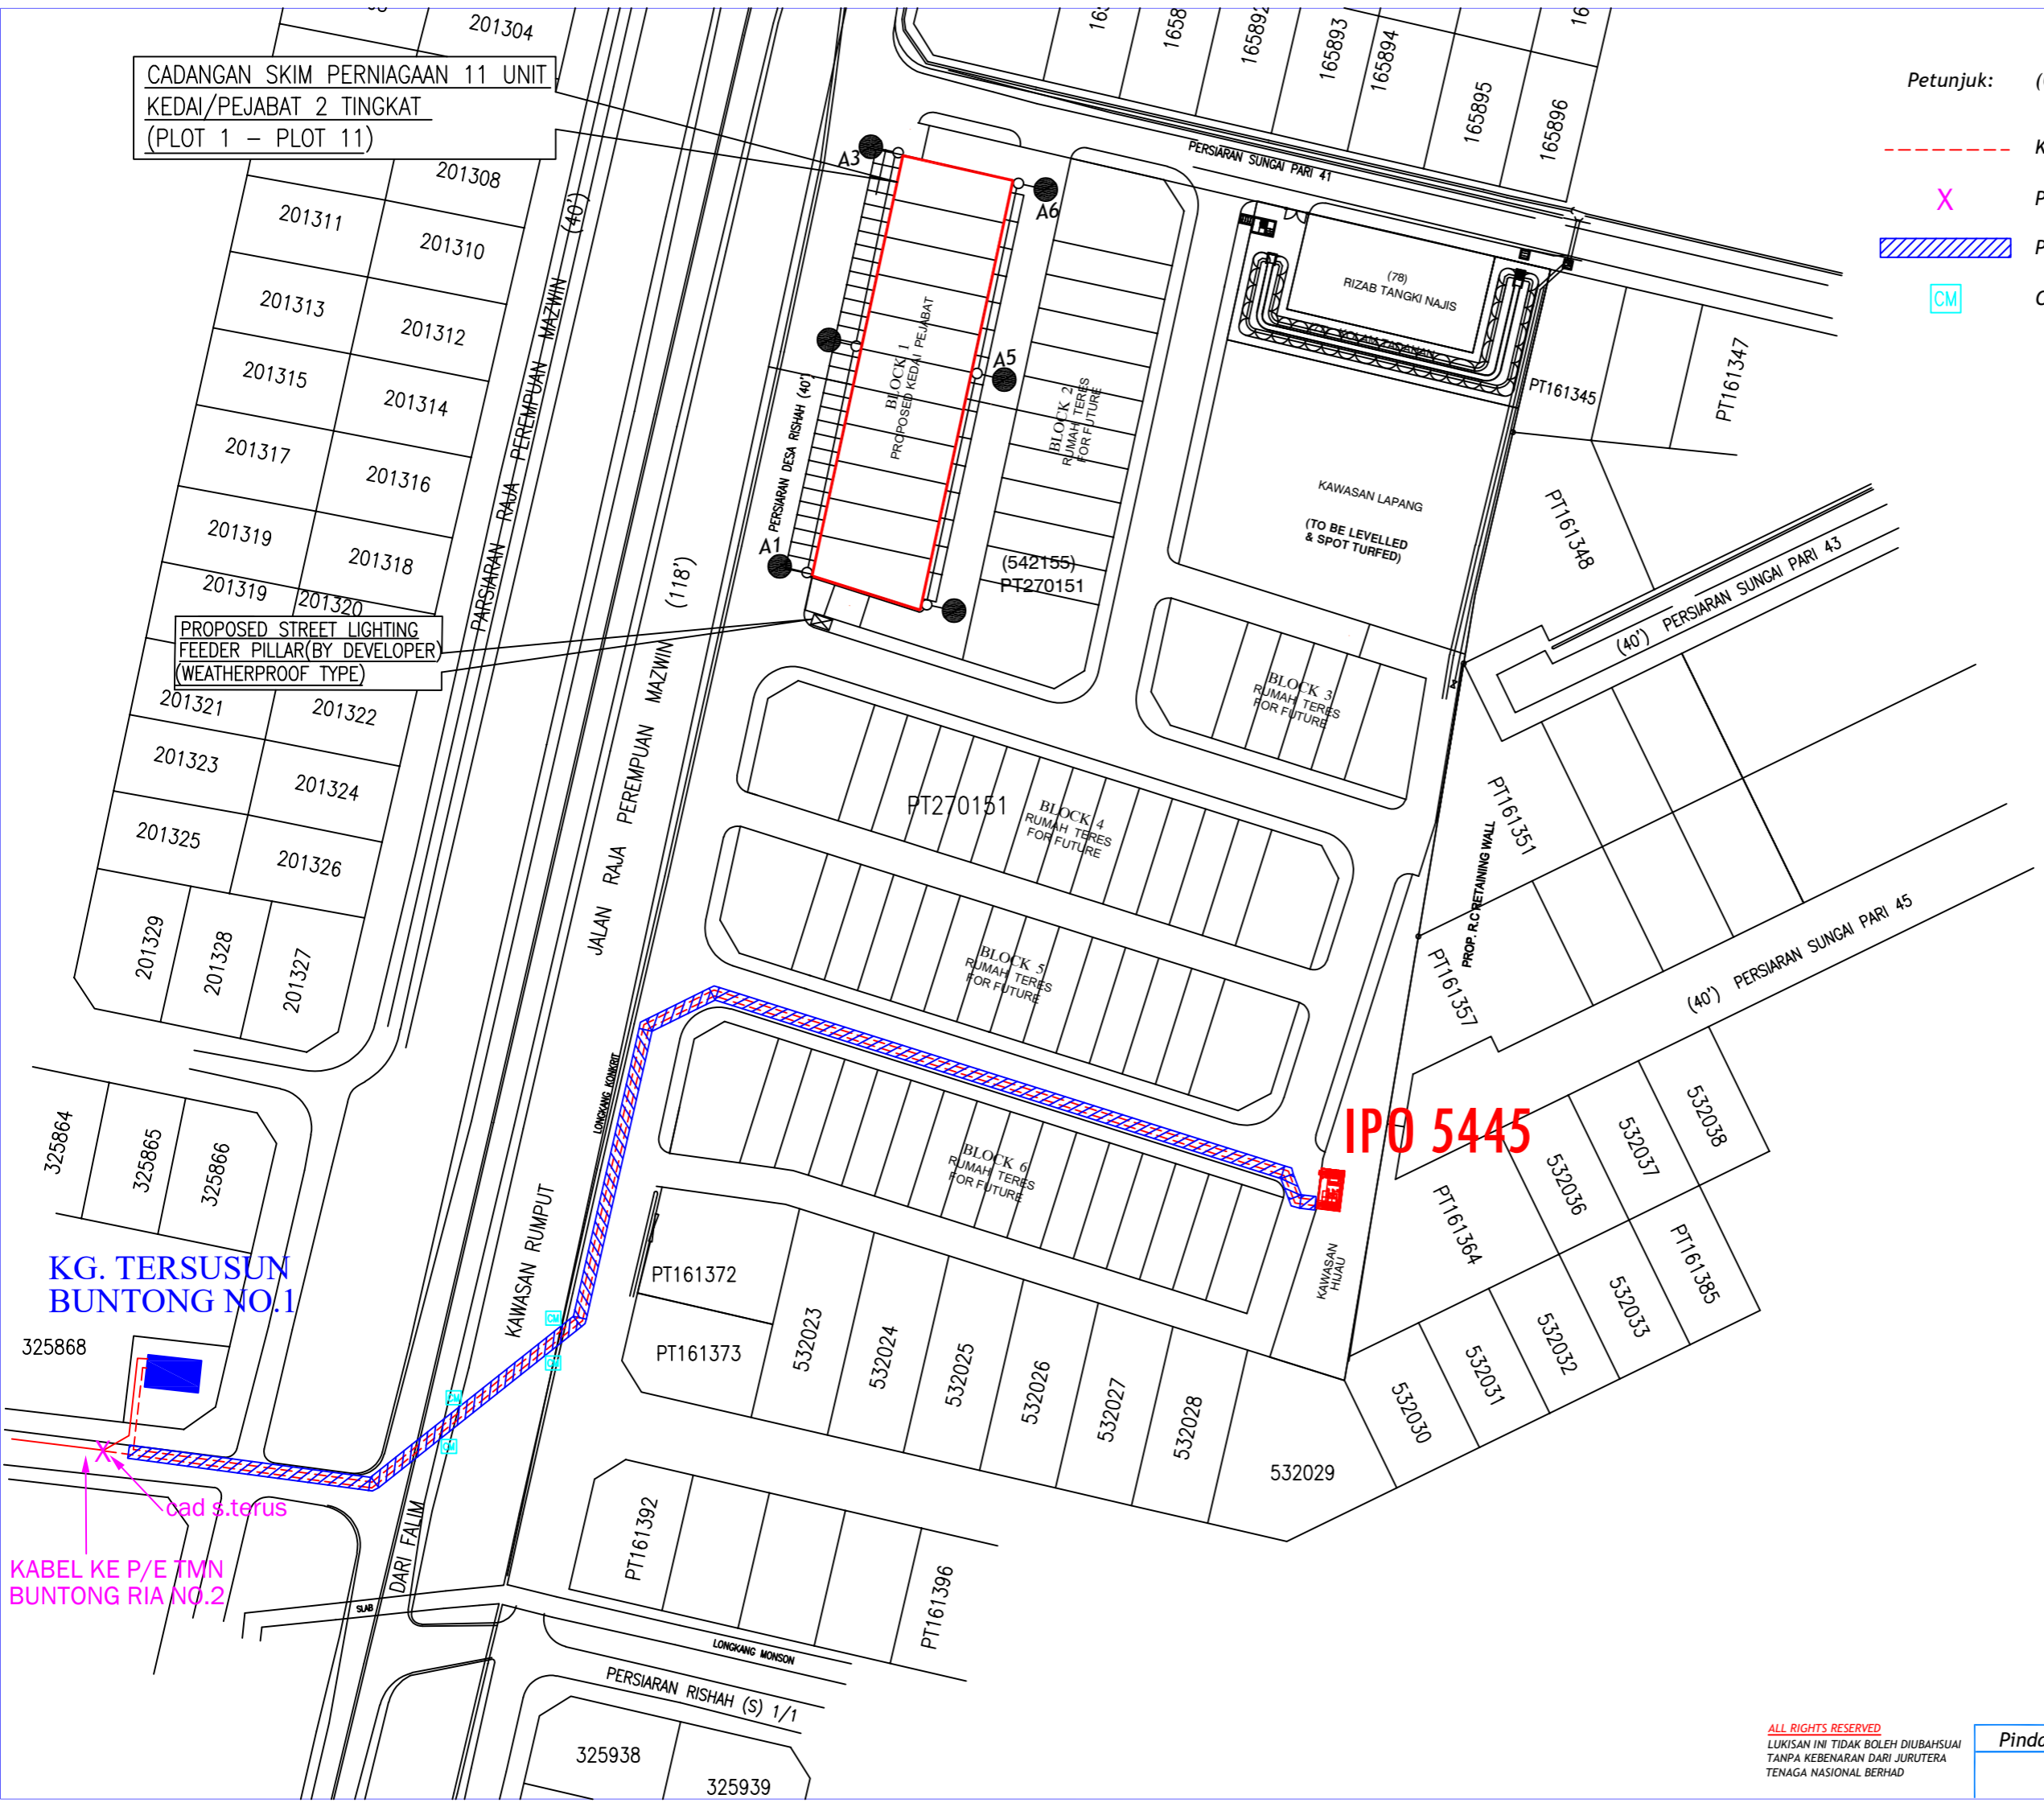 201304
CADANGAN SKIM PERNIAGAAN 11 UNIT
KEDAI/PEJABAT 2 TINGKAT
(PLOT 1 – PLOT 11)
165892
165893
165894
165895
165896
Petunjuk:
X
CM
PERSIARAN SUNGAI PARI 41
A3
A6
A5
A1
201308
201311
201310
201313
201312
201315
201314
201317
201316
201319
201318
201319
201320
(40')
PARSIARAN RAJA PEREMPUAN MAZWIN
PERSIARAN DESA RISHAH (40')
BLOCK 1
PROPOSED KEDAI PEJABAT
BLOCK 2
RUMAH TERES
FOR FUTURE
(542155)
PT270151
(78)
RIZAB TANGKI NAJIS
KAWASAN LAPANG
(TO BE LEVELLED
& SPOT TURFED)
PT161345
PT161347
PT161348
(40') PERSIARAN SUNGAI PARI 43
PROPOSED STREET LIGHTING
FEEDER PILLAR(BY DEVELOPER)
(WEATHERPROOF TYPE)
201321
201322
201323
201324
201325
201326
201329
201328
201327
JALAN RAJA PEREMPUAN MAZWIN (118')
BLOCK 3
RUMAH TERES
FOR FUTURE
PT270151
BLOCK 4
RUMAH TERES
FOR FUTURE
BLOCK 5
RUMAH TERES
FOR FUTURE
BLOCK 6
RUMAH TERES
FOR FUTURE
PROP. R.C RETAINING WALL
PT161351
PT161357
(40') PERSIARAN SUNGAI PARI 45
IPO 5445
LONGKANG KONKRIT
KAWASAN RUMPUT
KAWASAN
HIJAU
325864
325865
325866
KG. TERSUSUN
BUNTONG NO.1
325868
CM
CM
CM
CM
cad s.terus
KABEL KE P/E TMN
BUNTONG RIA NO.2
DARI FALIM
SLAB
PT161372
PT161373
532023
532024
532025
532026
532027
532028
532029
532030
532031
532032
532033
PT161385
PT161364
532036
532037
532038
PT161392
PT161396
LONGKANG MONSON
PERSIARAN RISHAH (S) 1/1
325938
325939
ALL RIGHTS RESERVED
LUKISAN INI TIDAK BOLEH DIUBAHSUAI
TANPA KEBENARAN DARI JURUTERA
TENAGA NASIONAL BERHAD